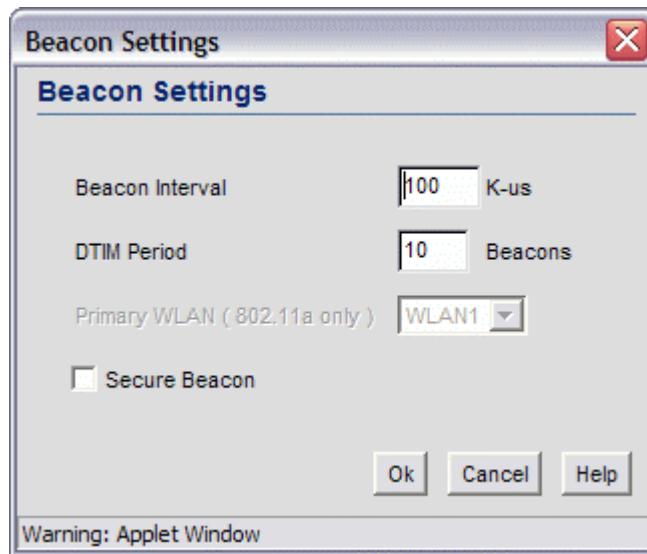 Beacon Settings
Beacon Settings
Beacon Interval 100 K-us
DTIM Period 10 Beacons
Primary WLAN ( 802.11a only ) WLAN1
Secure Beacon
Ok Cancel Help
Warning: Applet Window